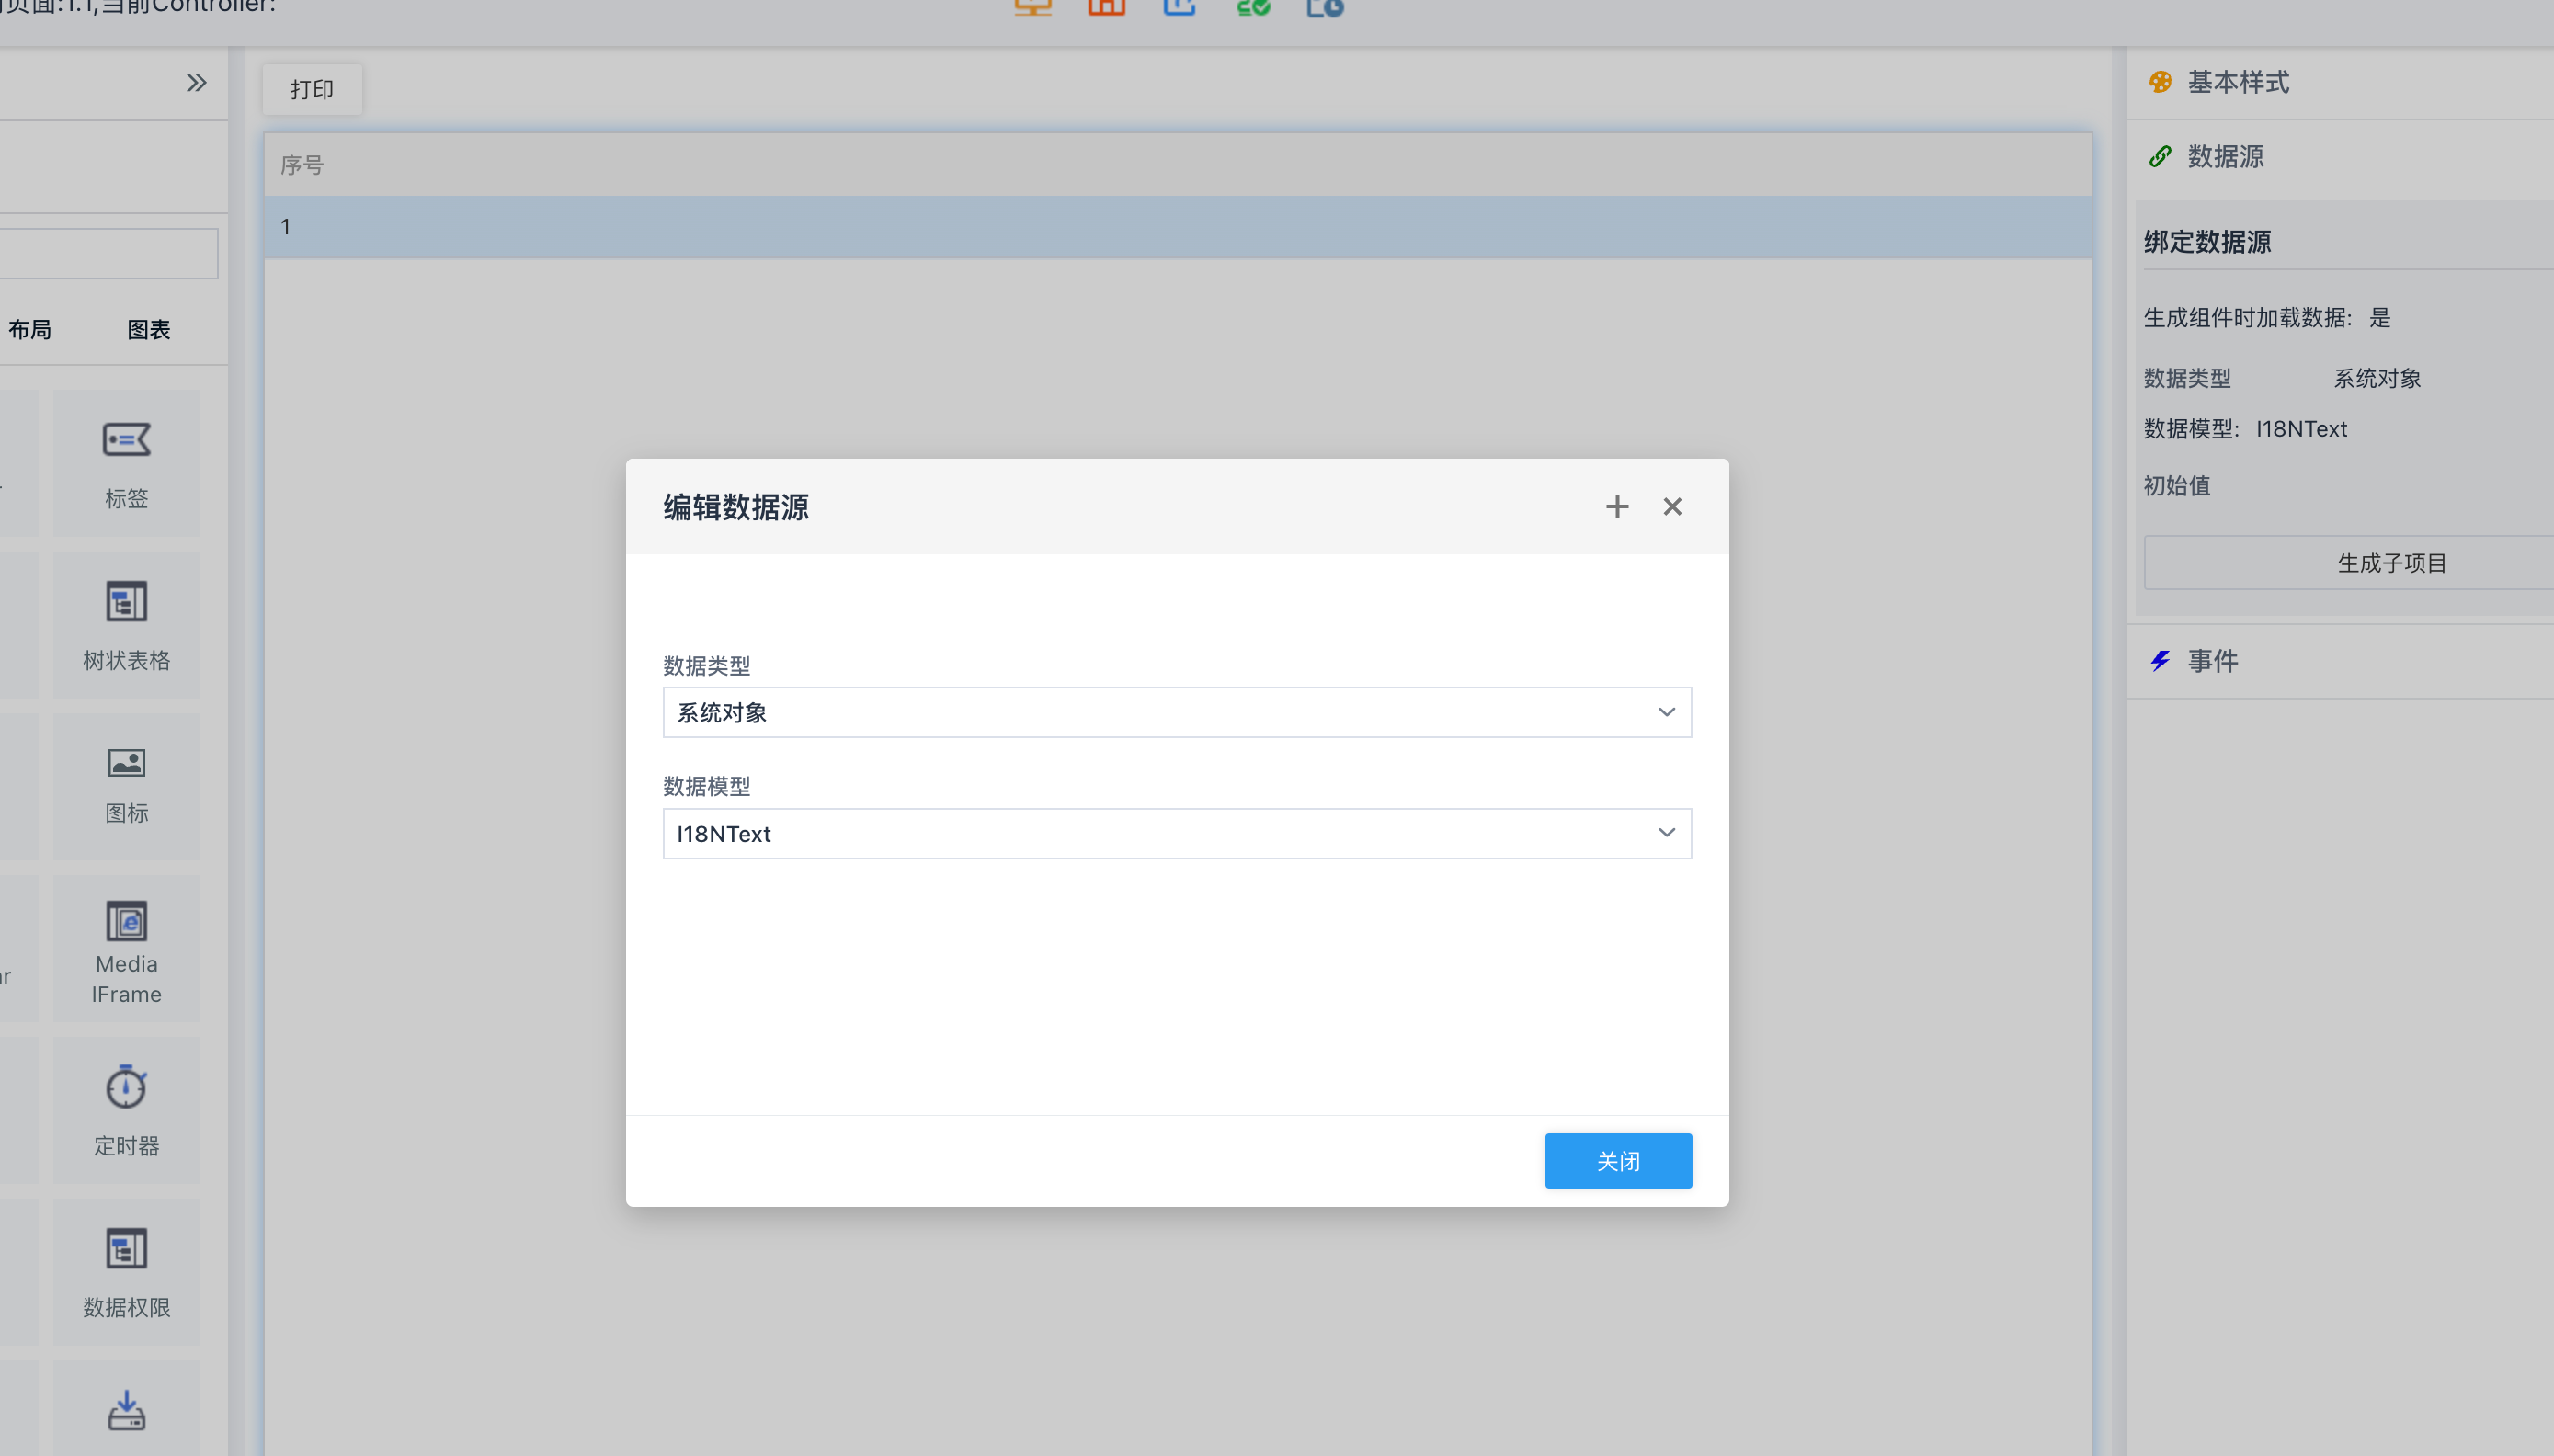 页面:1.1,当前Controller:
打印
序号
1
布局
图表
标签
树状表格
图标
Media
IFrame
定时器
数据权限
编辑数据源
数据类型
系统对象
数据模型
I18NText
关闭
基本样式
数据源
绑定数据源
生成组件时加载数据: 是
数据类型 系统对象
数据模型: I18NText
初始值
生成子项目
事件